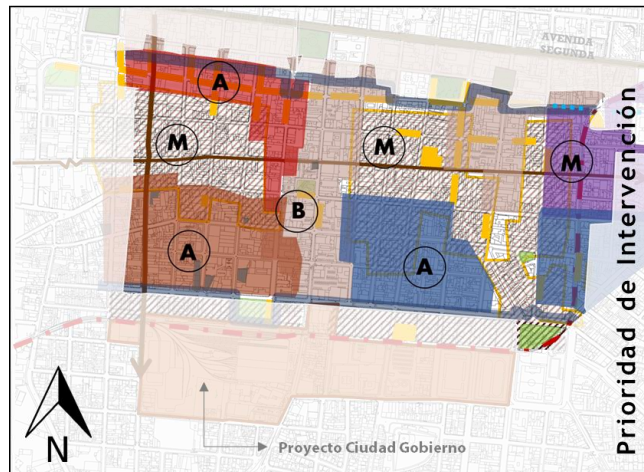 AVENIDA
SEGUNDA
A
M
M
M
B
A
A
Prioridad de Intervención
N
Proyecto Ciudad Gobierno